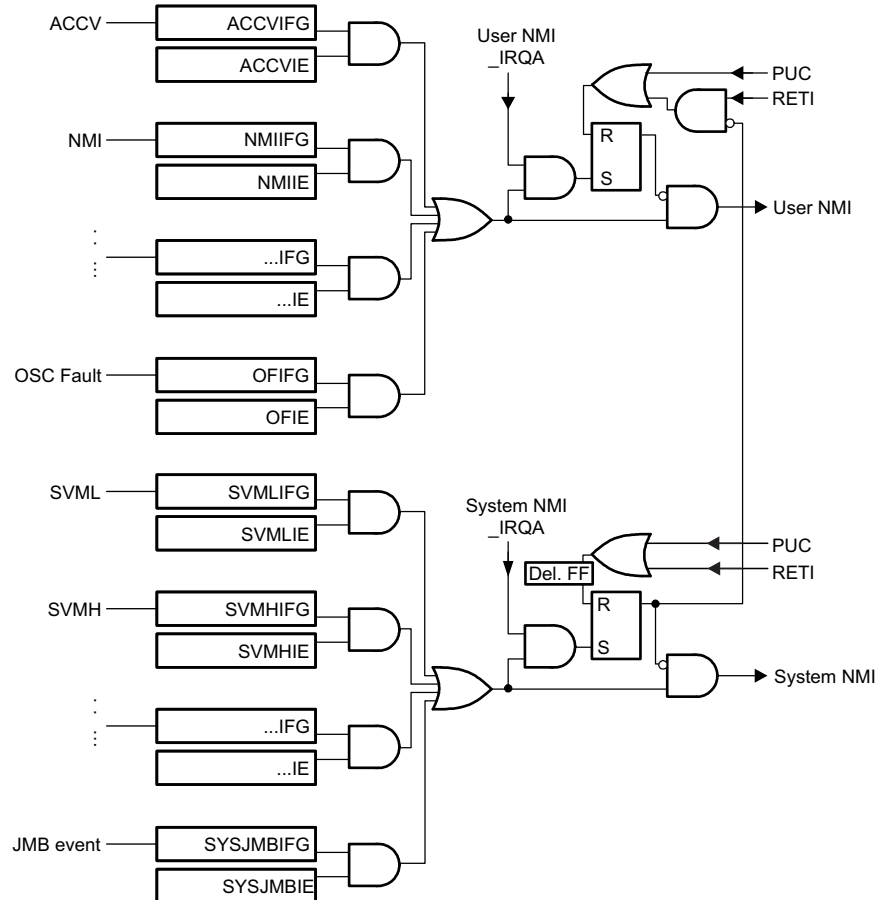 ACCV
ACCVIFG
ACCVIE
User NMI
_IRQA
PUC
RETI
NMI
NMIIFG
NMIIE
R
S
User NMI
. . .
...
...IFG
...IE
OSC Fault
OFIFG
OFIE
SVML
SVMLIFG
SVMLIE
System NMI
_IRQA
PUC
RETI
Del. FF
SVMH
SVMHIFG
SVMHIE
R
S
System NMI
. . .
...
...IFG
...IE
JMB event
SYSJMBIFG
SYSJMBIE